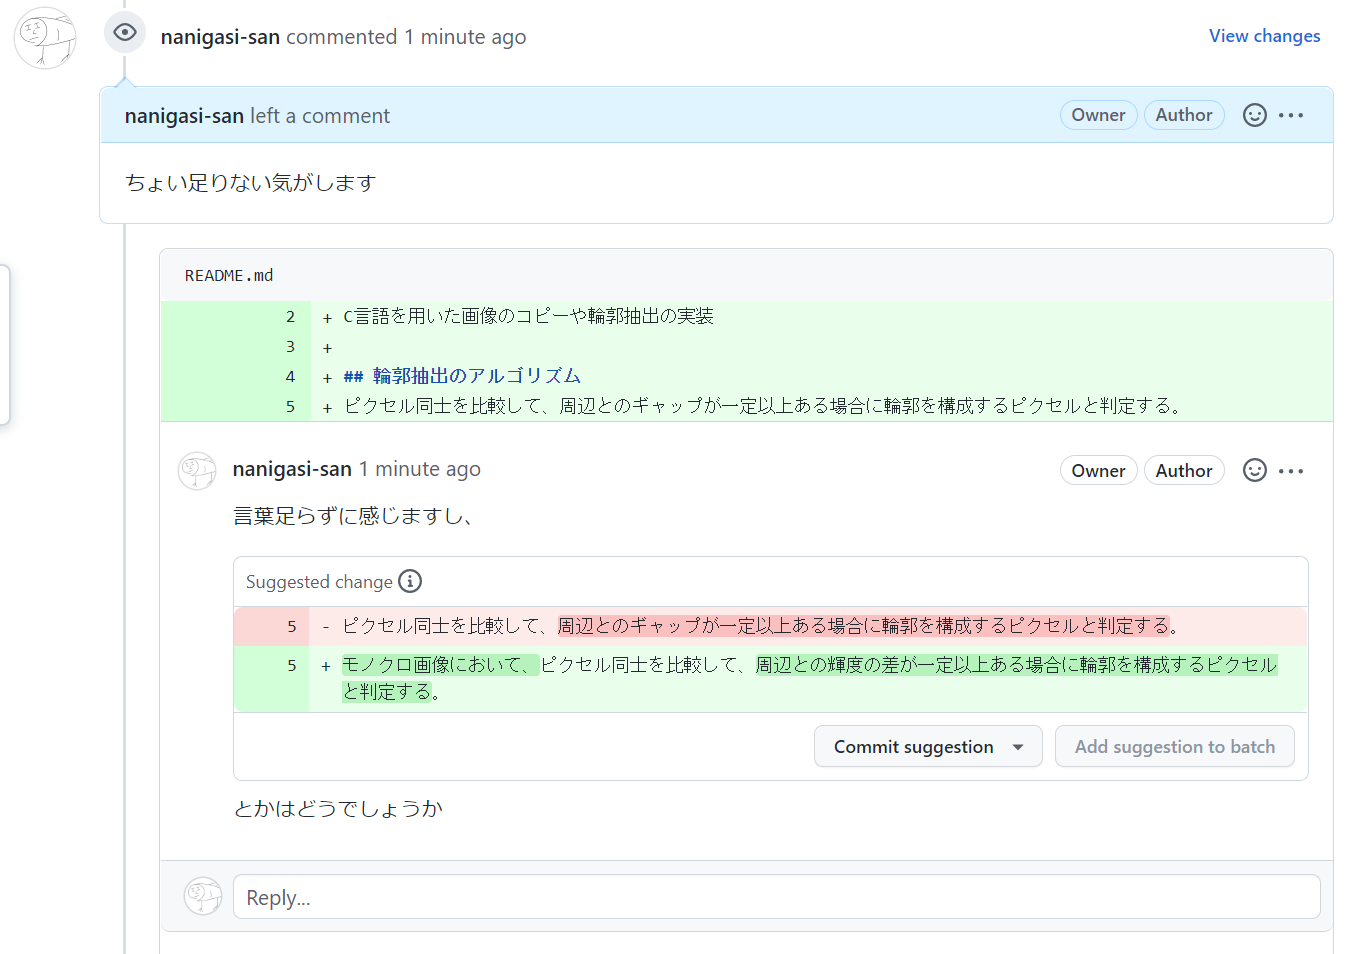 nanigasi-san commented 1 minute ago
View changes
nanigasi-san left a comment
Owner
Author
ちょい足りない気がします
README.md
2 + C言語を用いた画像のコピーや輪郭抽出の実装
3 +
4 + ## 輪郭抽出のアルゴリズム
5 + ピクセル同士を比較して、周辺とのギャップが一定以上ある場合に輪郭を構成するピクセルと判定する。
nanigasi-san 1 minute ago
Owner
Author
言葉足らずに感じますし、
Suggested change
5 - ピクセル同士を比較して、周辺とのギャップが一定以上ある場合に輪郭を構成するピクセルと判定する。
5 + モノクロ画像において、ピクセル同士を比較して、周辺との輝度の差が一定以上ある場合に輪郭を構成するピクセル
と判定する。
Commit suggestion
Add suggestion to batch
とかはどうでしょうか
Reply...